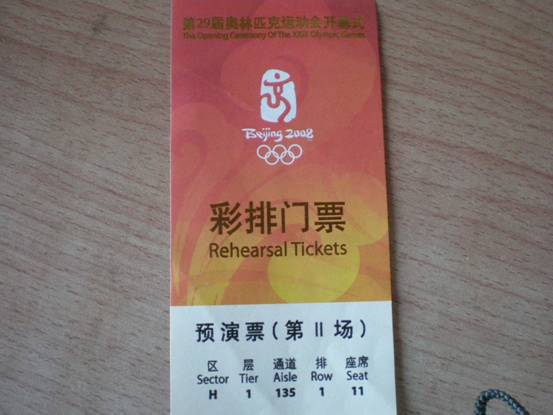 第29届奥林匹克运动会开幕式
The Opening Ceremony Of The XXIX Olympic Games
Beijing 2008
彩排门票
Rehearsal Tickets
预演票(第II场)
区 层 通道 排 座席
Sector Tier Aisle Row Seat
H 1 135 1 11